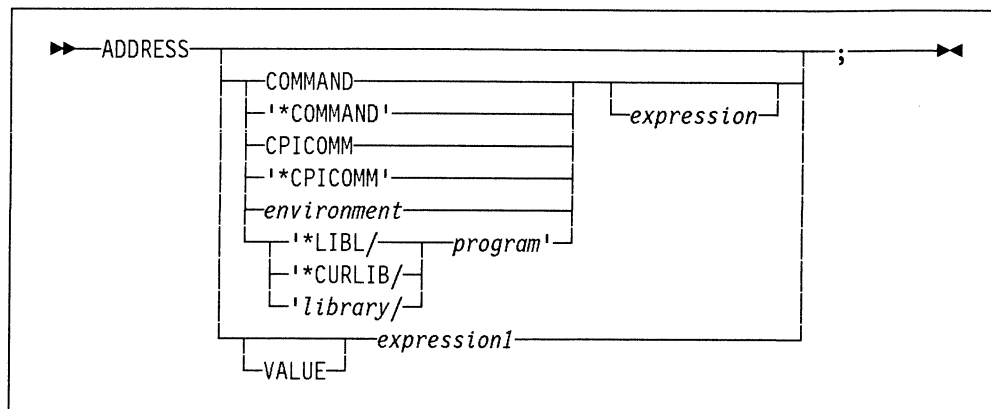 ADDRESS ;
COMMAND
'*COMMAND' expression
CPICOMM
'*CPICOMM'
environment
'*LIBL/ program'
'*CURLIB/
'library/
expression1
VALUE